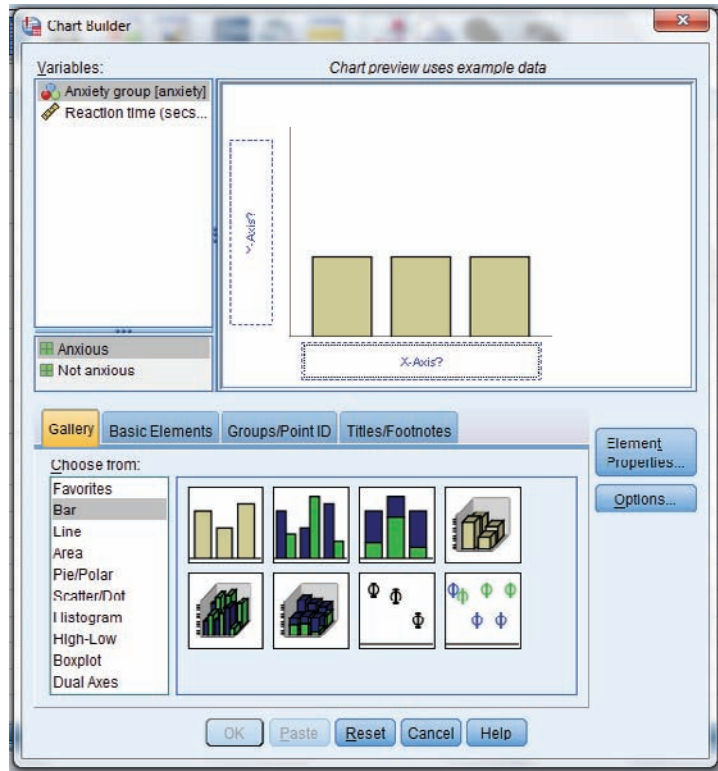 Chart Builder
Variables:
Chart preview uses example data
Anxiety group [anxiety]
Reaction time (secs...
Y-Axis?
X-Axis?
Anxious
Not anxious
Gallery
Basic Elements
Groups/Point ID
Titles/Footnotes
Choose from:
Favorites
Bar
Line
Area
Pie/Polar
Scatter/Dot
Histogram
High-Low
Boxplot
Dual Axes
Element
Properties...
Options...
OK
Paste
Reset
Cancel
Help